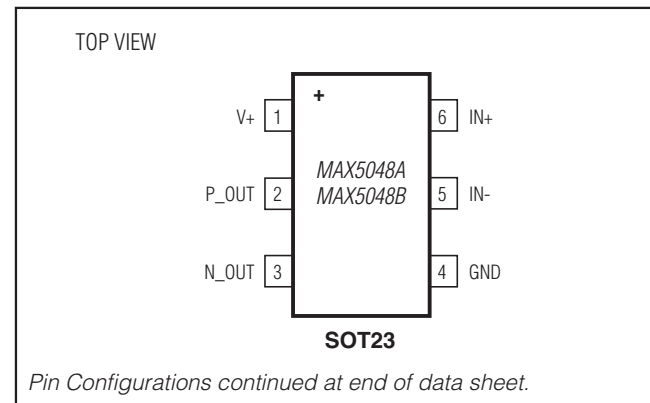 TOP VIEW
+
V+ 1 6 IN+
MAX5048A
P_OUT 2 MAX5048B 5 IN-
N_OUT 3 4 GND
SOT23
Pin Configurations continued at end of data sheet.